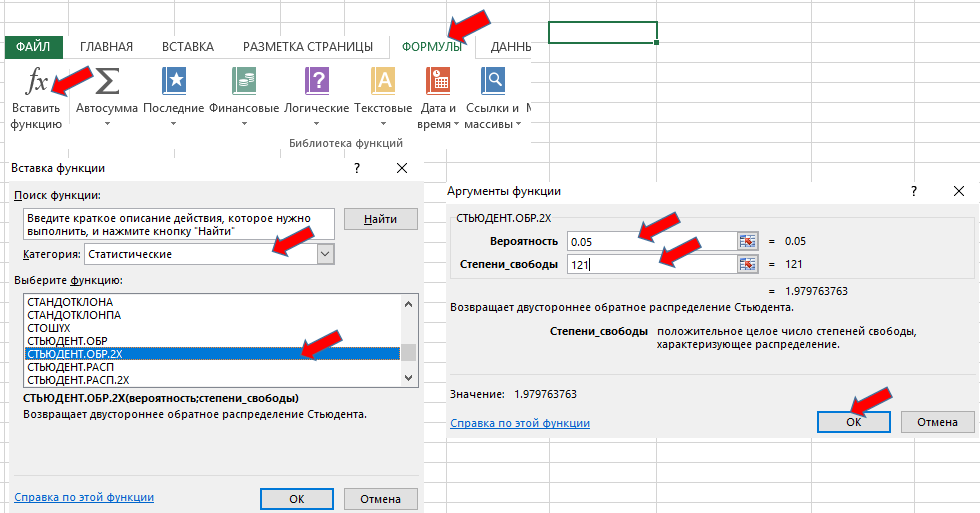 ФАЙЛ ГЛАВНАЯ ВСТАВКА РАЗМЕТКА СТРАНИЦЫ ФОРМУЛЫ ДАННЫ
fx Σ ? A
Вставить функцию
Автосумма
Последние
Финансовые
Логические
Текстовые
Дата и время
Ссылки и массивы
Библиотека функций
Вставка функции ?
Поиск функции:
Введите краткое описание действия, которое нужно
выполнить, и нажмите кнопку "Найти"
Найти
Категория: Статистические
Выберите функцию:
СТАНДОТКЛОНА
СТАНДОТКЛОНПА
СТОШYX
СТЬЮДЕНТ.ОБР
СТЬЮДЕНТ.ОБР.2X
СТЬЮДЕНТ.РАСП
СТЬЮДЕНТ.РАСП.2X
СТЬЮДЕНТ.ОБР.2X(вероятность;степени_свободы)
Возвращает двустороннее обратное распределение Стьюдента.
Справка по этой функции
ОК Отмена
Аргументы функции ?
СТЬЮДЕНТ.ОБР.2X
Вероятность 0.05 = 0.05
Степени_свободы 121 = 121
= 1.979763763
Возвращает двустороннее обратное распределение Стьюдента.
Степени_свободы положительное целое число степеней свободы,
характеризующее распределение.
Значение: 1.979763763
Справка по этой функции
ОК Отмена